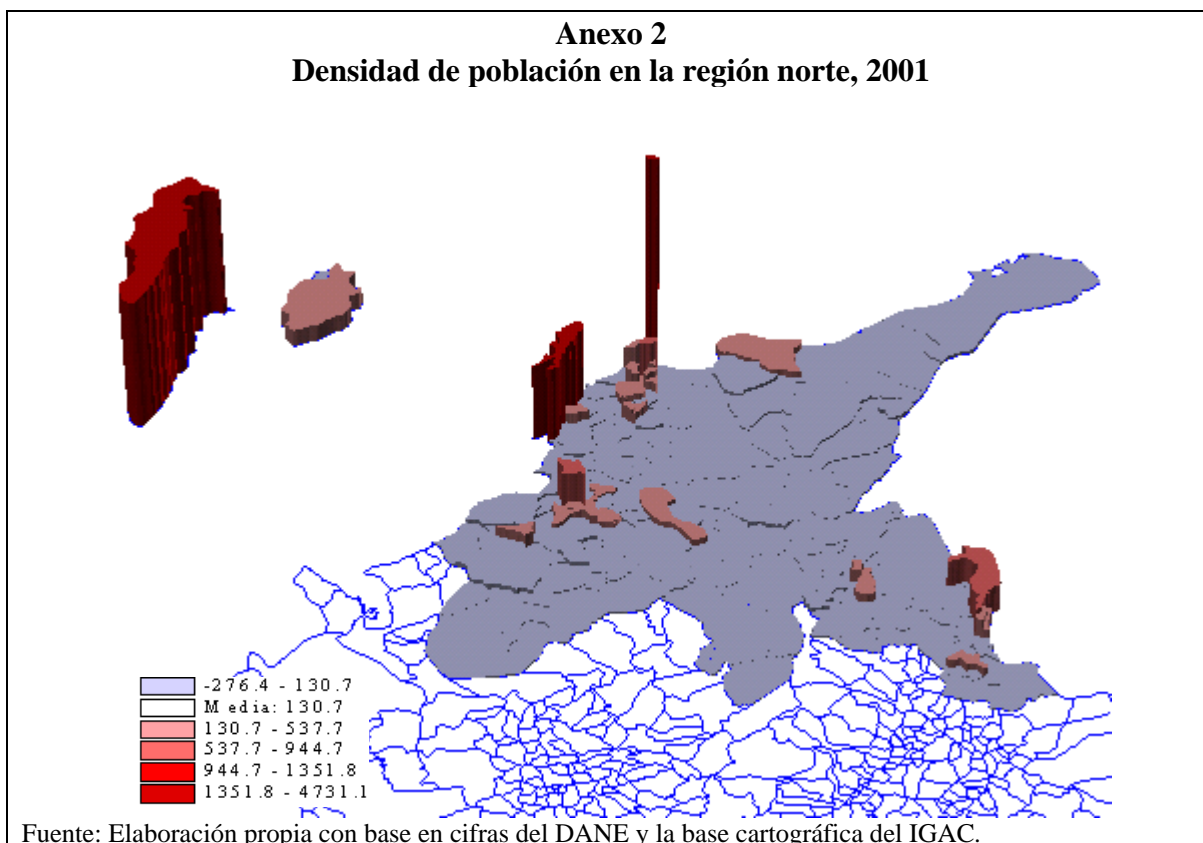 Anexo 2
Densidad de población en la región norte, 2001
-276.4 - 130.7
Media: 130.7
130.7 - 537.7
537.7 - 944.7
944.7 - 1351.8
1351.8 - 4731.1
Fuente: Elaboración propia con base en cifras del DANE y la base cartográfica del IGAC.